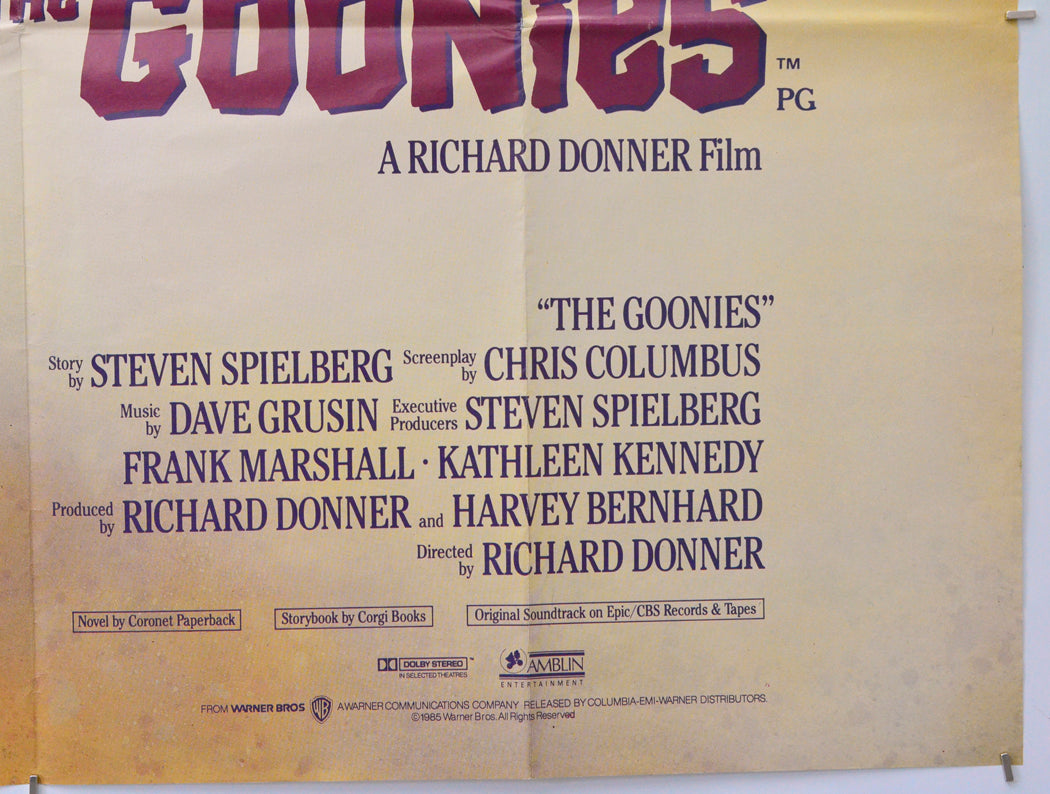 THE GOONIES ™
PG
A RICHARD DONNER Film
“THE GOONIES”
Story by STEVEN SPIELBERG Screenplay by CHRIS COLUMBUS
Music by DAVE GRUSIN Executive Producers STEVEN SPIELBERG
FRANK MARSHALL · KATHLEEN KENNEDY
Produced by RICHARD DONNER and HARVEY BERNHARD
Directed by RICHARD DONNER
Novel by Coronet Paperback Storybook by Corgi Books Original Soundtrack on Epic/CBS Records & Tapes
DOLBY STEREO ™
IN SELECTED THEATRES
AMBLIN
ENTERTAINMENT
FROM WARNER BROS WB A WARNER COMMUNICATIONS COMPANY RELEASED BY COLUMBIA-EMI-WARNER DISTRIBUTORS.
©1985 Warner Bros. All Rights Reserved